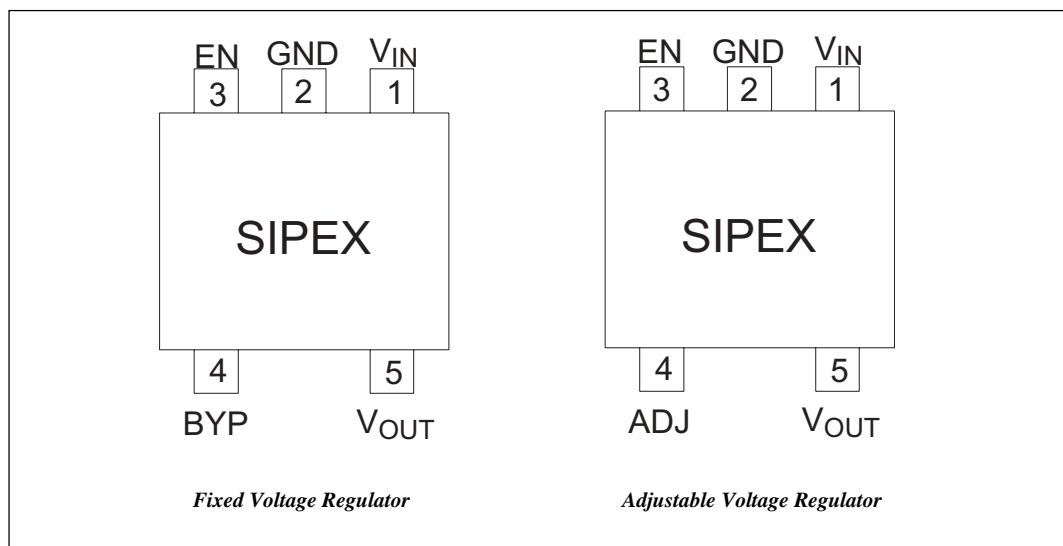 EN GND VIN
3 2 1
SIPEX
4 5
BYP VOUT
Fixed Voltage Regulator
EN GND VIN
3 2 1
SIPEX
4 5
ADJ VOUT
Adjustable Voltage Regulator